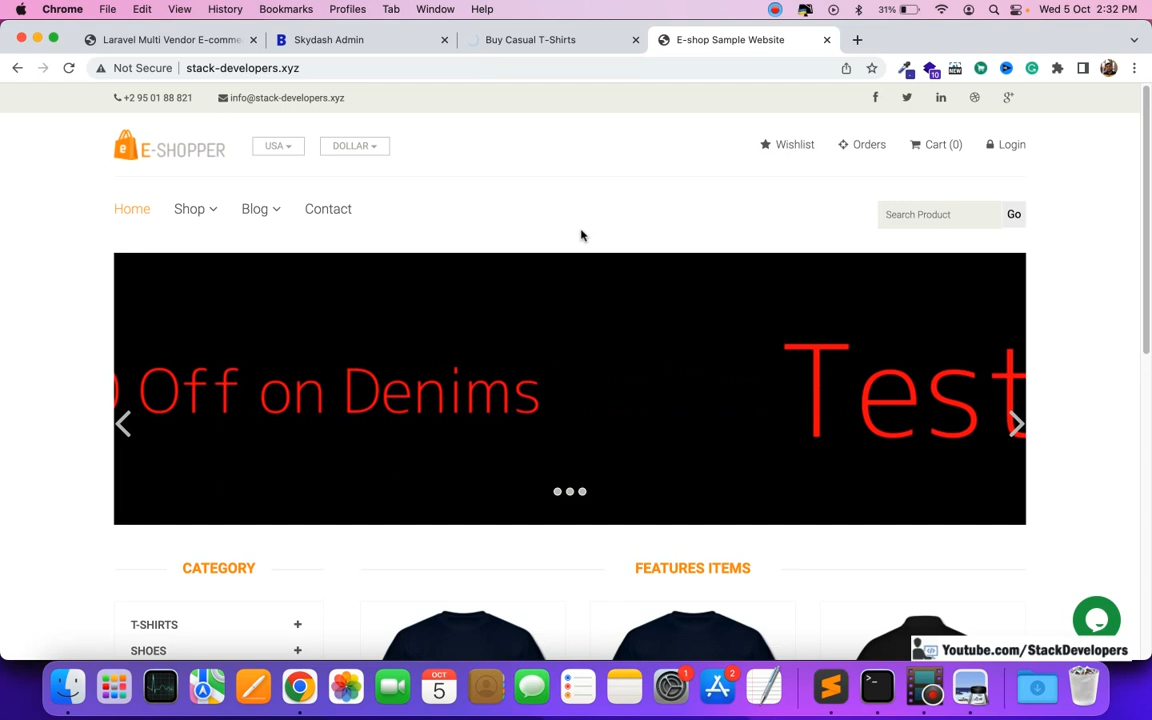 Chrome File Edit View History Bookmarks Profiles Tab Window Help 31% Wed 5 Oct 2:32 PM
Laravel Multi Vendor E-comme Skydash Admin Buy Casual T-Shirts E-shop Sample Website
Not Secure stack-developers.xyz
+2 95 01 88 821 info@stack-developers.xyz
E-SHOPPER USA DOLLAR Wishlist Orders Cart (0) Login
Home Shop Blog Contact Search Product Go
Off on Denims Test
CATEGORY FEATURES ITEMS
T-SHIRTS
SHOES
Youtube.com/StackDevelopers